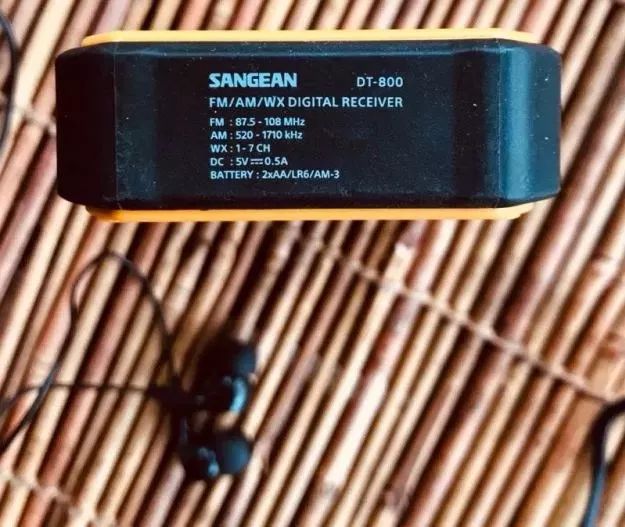 SANGEAN DT-800
FM/AM/WX DIGITAL RECEIVER
FM : 87.5 - 108 MHz
AM : 520 - 1710 kHz
WX : 1 - 7 CH
DC : 5V⎓0.5A
BATTERY : 2xAA/LR6/AM-3